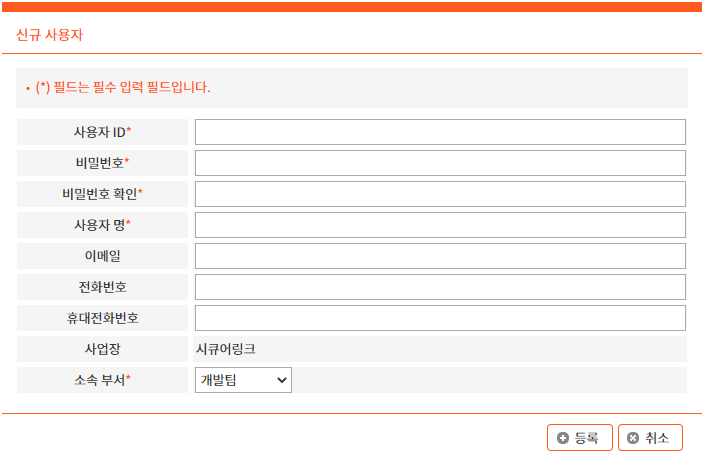 신규 사용자
• (*) 필드는 필수 입력 필드입니다.
사용자 ID*
비밀번호*
비밀번호 확인*
사용자 명*
이메일
전화번호
휴대전화번호
사업장 시큐어링크
소속 부서* 개발팀
등록 취소